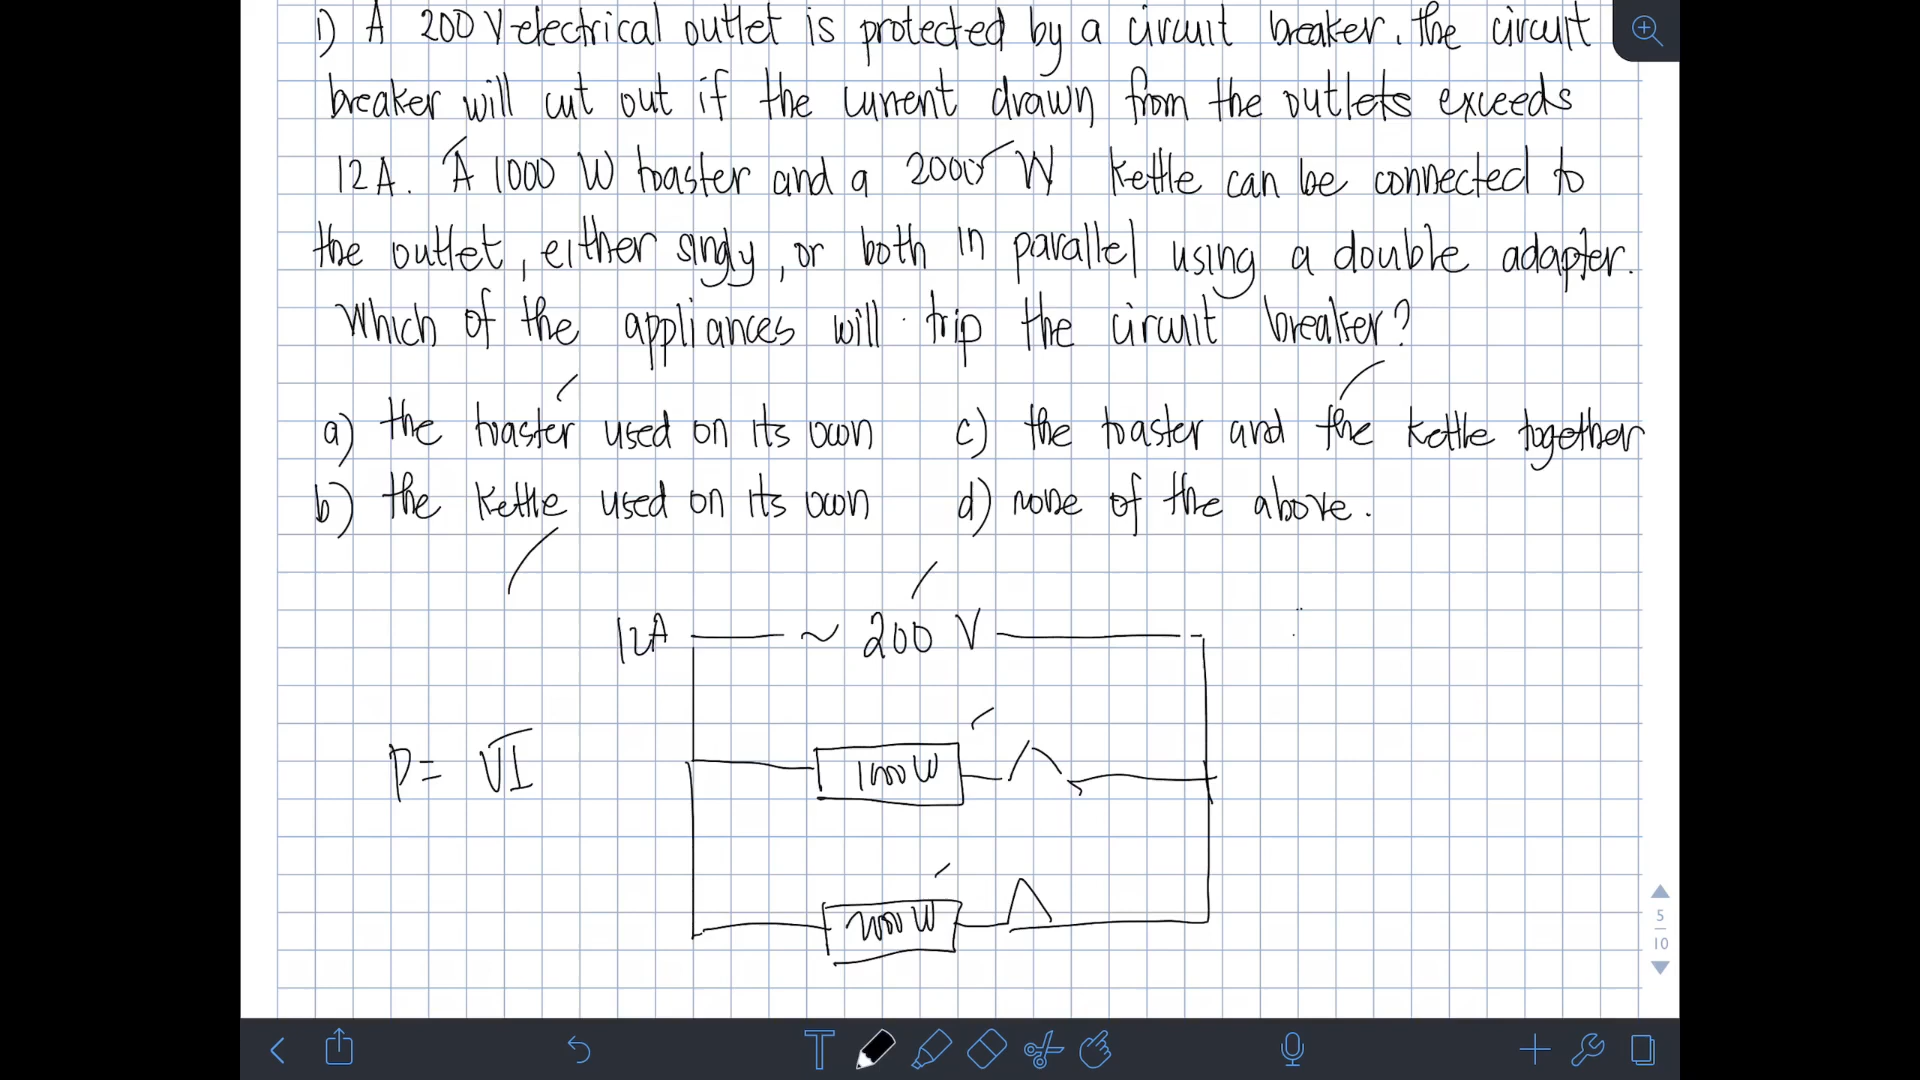 1) A 200 V electrical outlet is protected by a circuit breaker. The circuit
breaker will cut out if the current drawn from the outlets exceeds
12A. A 1000 W toaster and a 2000 W kettle can be connected to
the outlet, either singly, or both in parallel using a double adapter.
Which of the appliances will trip the circuit breaker?
a) the toaster used on its own c) the toaster and the kettle together
b) the kettle used on its own d) none of the above.
12A ~ 200 V
P= VI 1000 W
2000 W
5
10
T